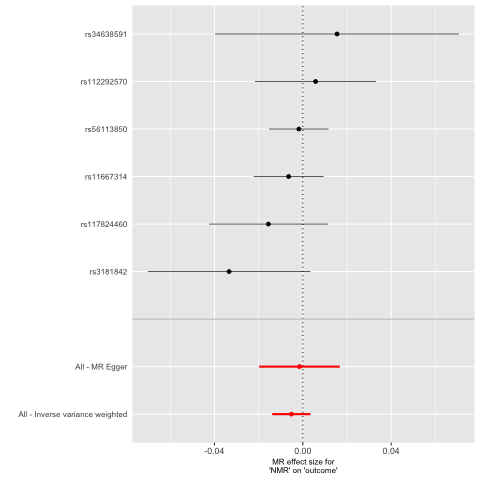 rs34638591
rs112292570
rs56113850
rs11667314
rs117824460
rs3181842
All - MR Egger
All - Inverse variance weighted
-0.04 0.00 0.04
MR effect size for
'NMR' on 'outcome'